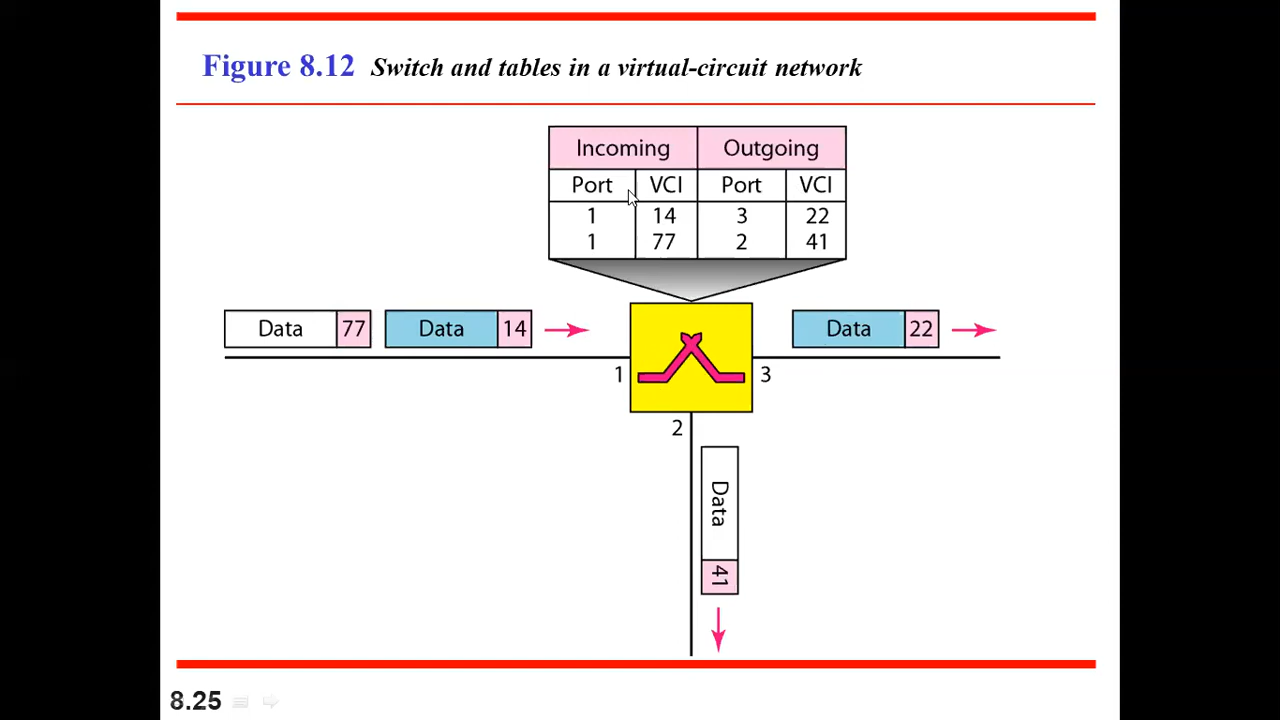 Figure 8.12 Switch and tables in a virtual-circuit network
Incoming Outgoing
Port VCI Port VCI
1 14 3 22
1 77 2 41
Data 77 Data 14 Data 22
1 3
2
Data 41
8.25